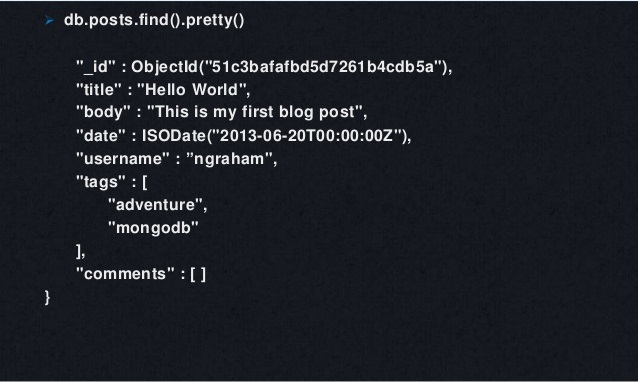 ➢ db.posts.find().pretty()
"_id" : ObjectId("51c3bafafbd5d7261b4cdb5a"),
"title" : "Hello World",
"body" : "This is my first blog post",
"date" : ISODate("2013-06-20T00:00:00Z"),
"username" : ”ngraham",
"tags" : [
"adventure",
"mongodb"
],
"comments" : [ ]
}